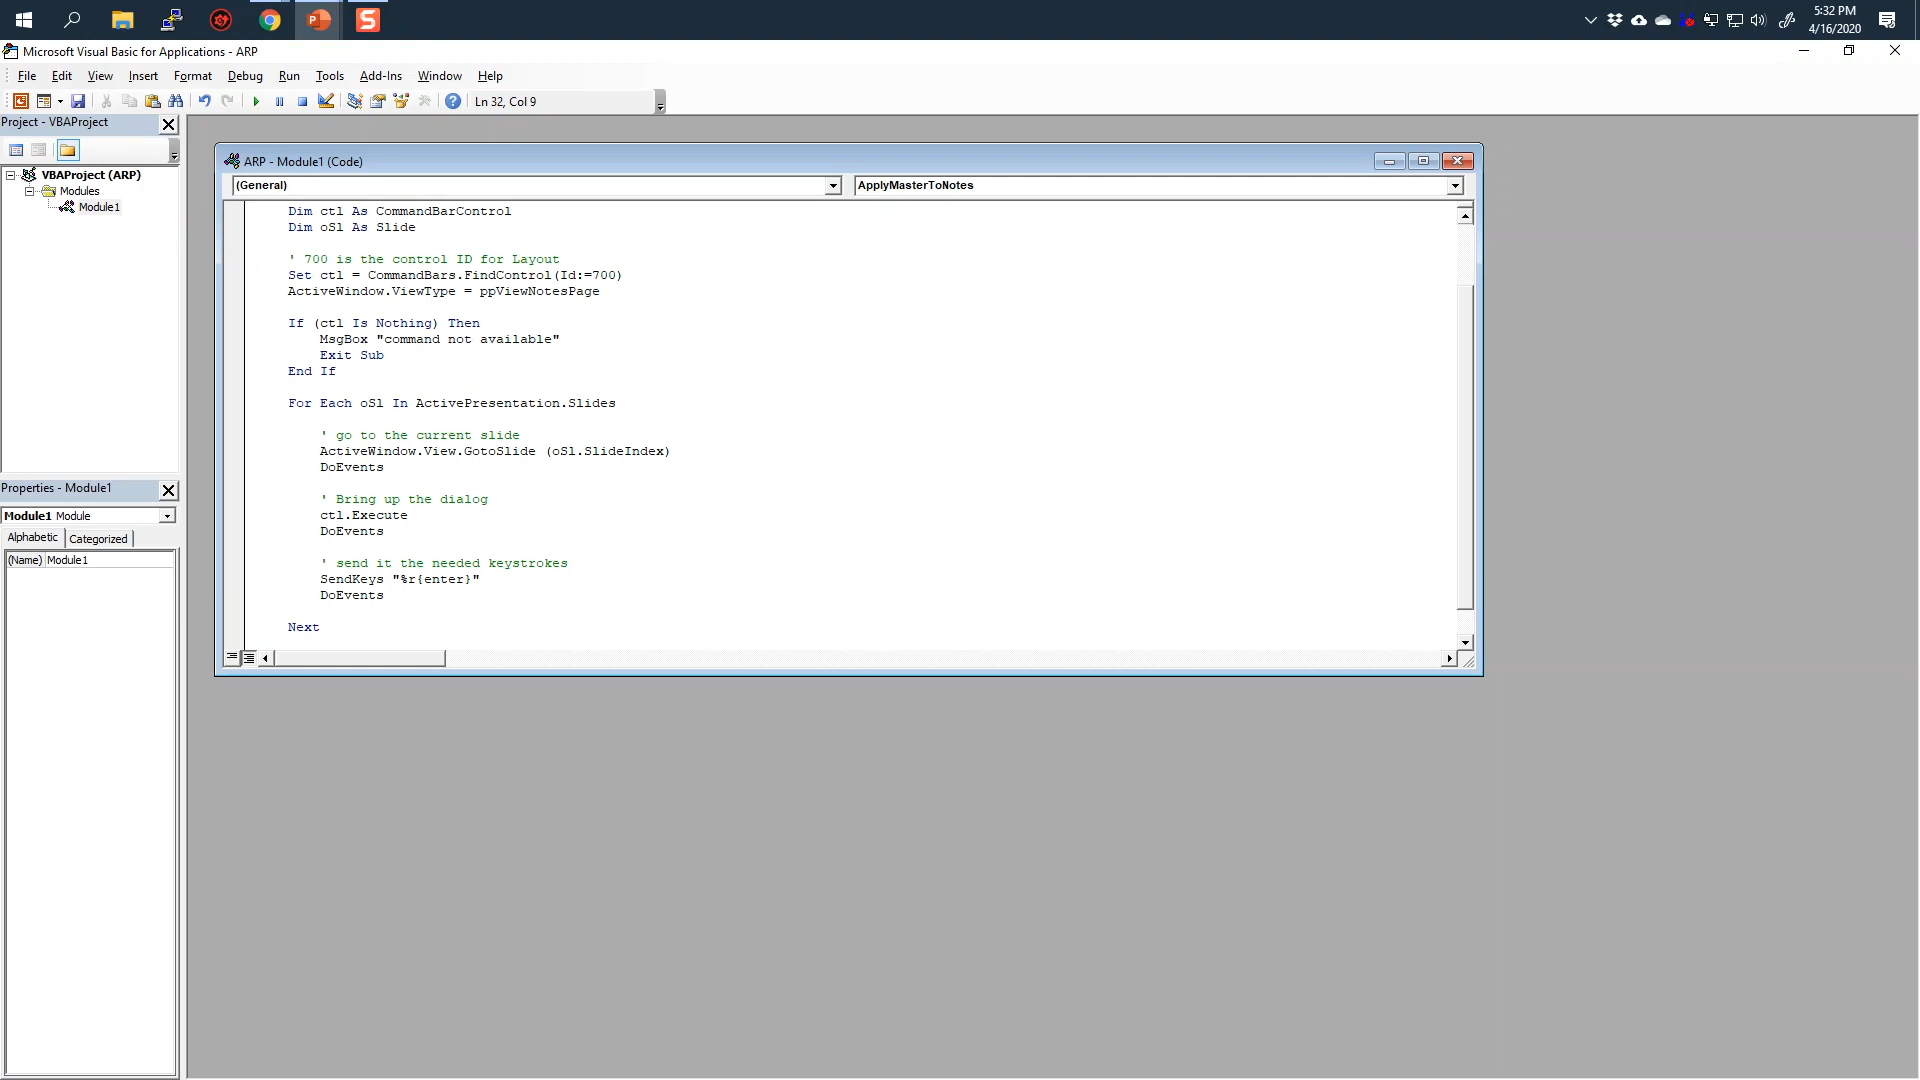 5:32 PM
4/16/2020
Microsoft Visual Basic for Applications - ARP
File Edit View Insert Format Debug Run Tools Add-Ins Window Help
Ln 32, Col 9
Project - VBAProject
VBAProject (ARP)
Modules
Module1
Properties - Module1
Module1 Module
Alphabetic Categorized
(Name) Module1
ARP - Module1 (Code)
(General) ApplyMasterToNotes
Dim ctl As CommandBarControl
Dim oSl As Slide
' 700 is the control ID for Layout
Set ctl = CommandBars.FindControl(Id:=700)
ActiveWindow.ViewType = ppViewNotesPage
If (ctl Is Nothing) Then
MsgBox "command not available"
Exit Sub
End If
For Each oSl In ActivePresentation.Slides
' go to the current slide
ActiveWindow.View.GotoSlide (oSl.SlideIndex)
DoEvents
' Bring up the dialog
ctl.Execute
DoEvents
' send it the needed keystrokes
SendKeys "%r{enter}"
DoEvents
Next